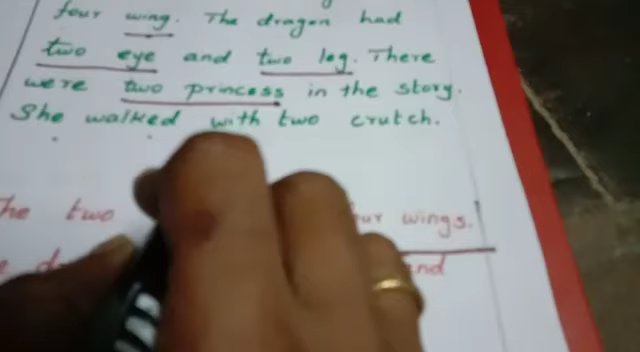 four wing. The dragon had
two eye and two leg. There
were two princess in the story.
She walked with two crutch.
The two wings.
and